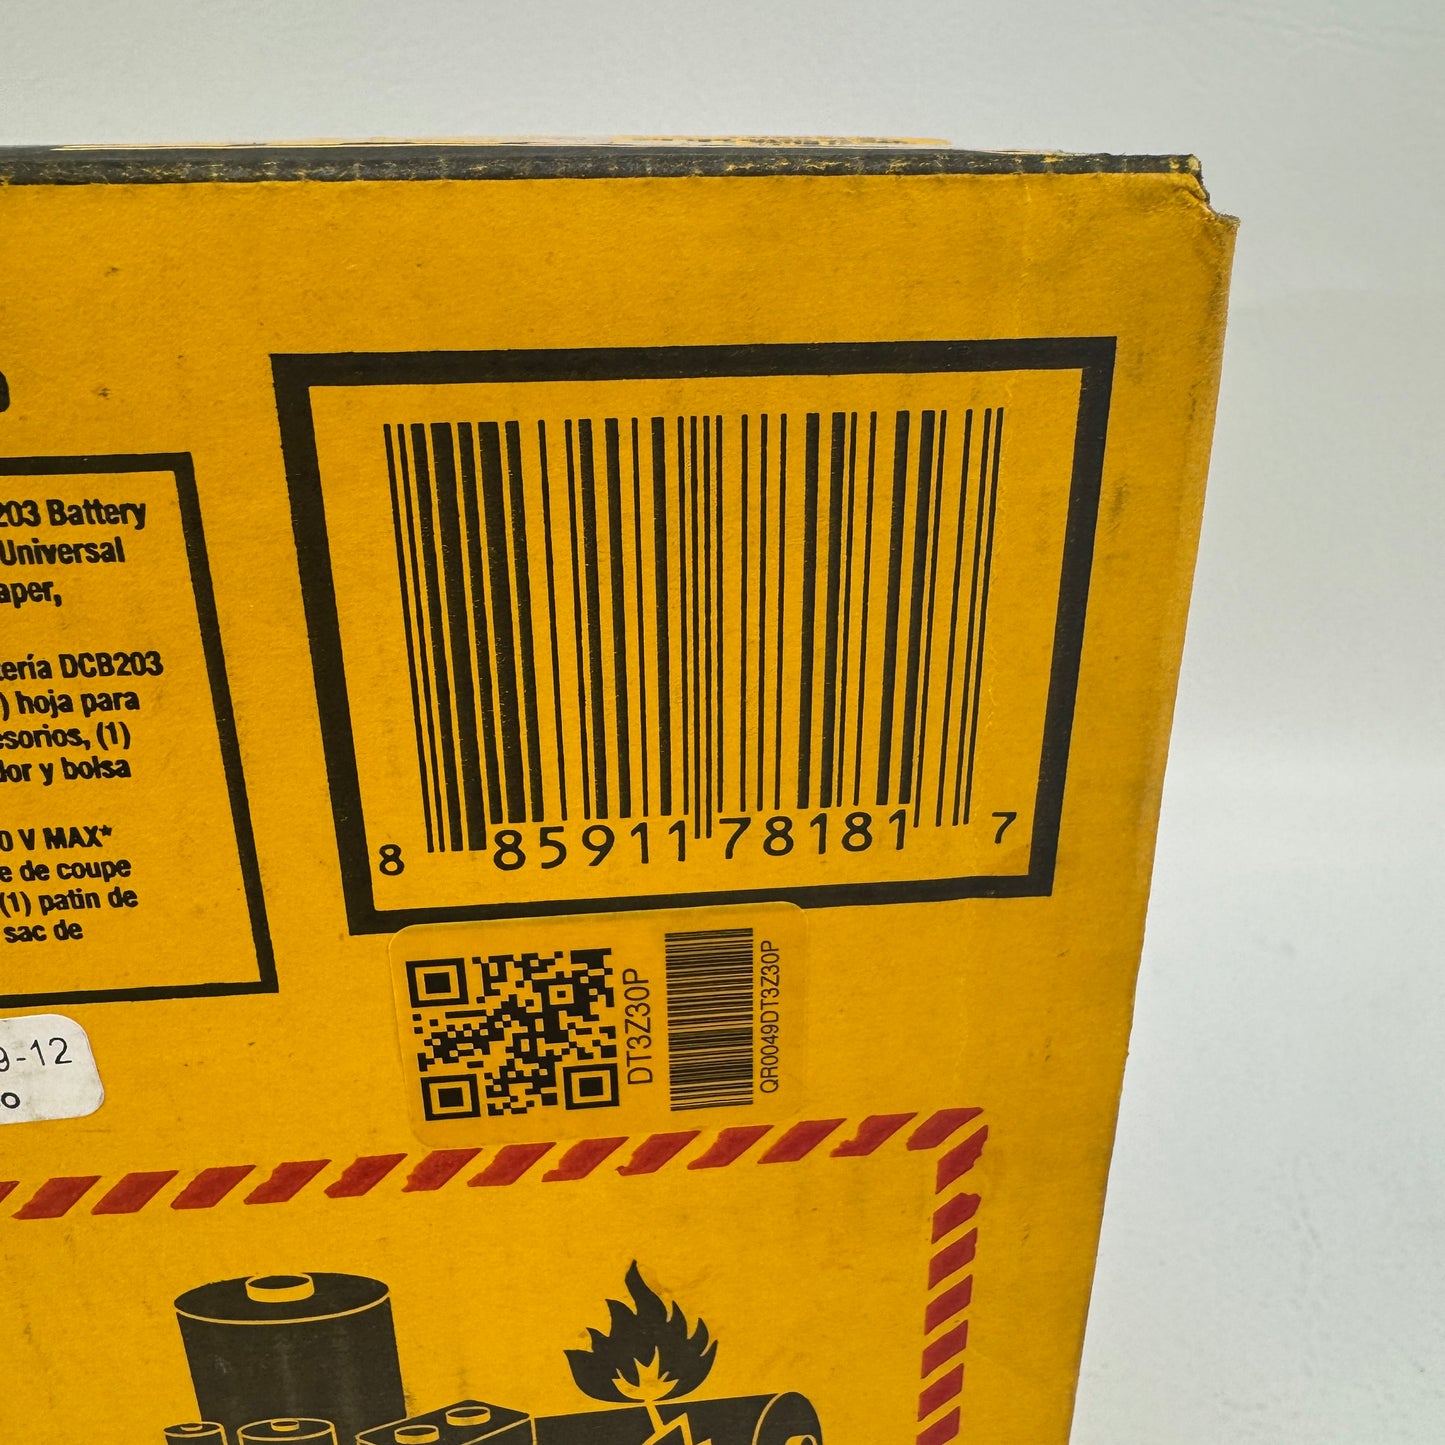 203 Battery
Universal
aper,
tería DCB203
) hoja para
esorios, (1)
dor y bolsa
0 V MAX*
e de coupe
(1) patin de
sac de
8 85911 78181 7
DT3Z30P
QR0049DT3Z30P
9-12